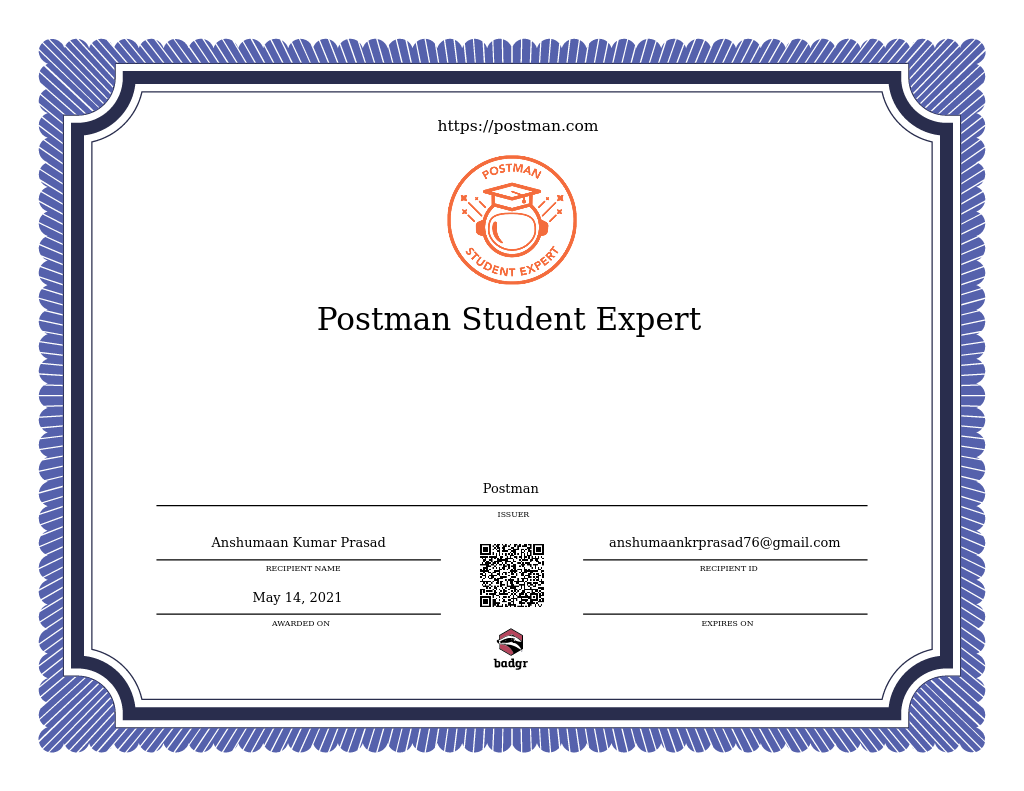 https://postman.com
POSTMAN
STUDENT EXPERT
Postman Student Expert
Postman
ISSUER
Anshumaan Kumar Prasad
anshumaankrprasad76@gmail.com
RECIPIENT NAME
RECIPIENT ID
May 14, 2021
AWARDED ON
EXPIRES ON
badgr